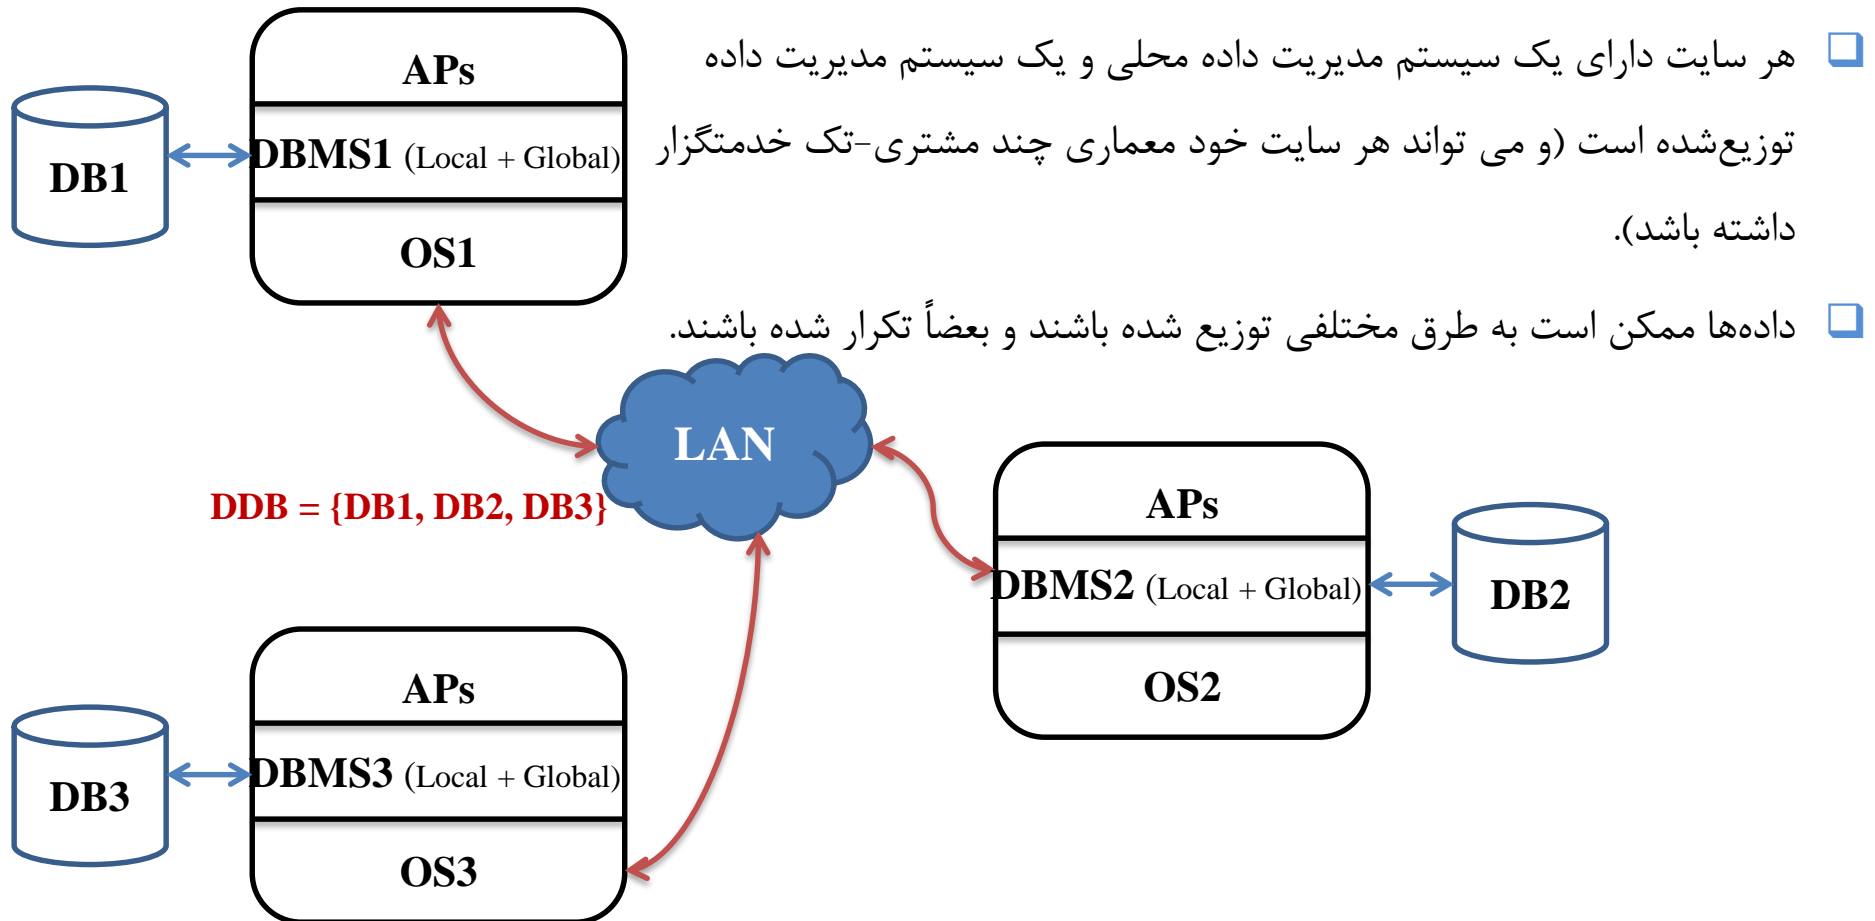 هر سایت دارای یک سیستم مدیریت داده محلی و یک سیستم مدیریت داده
توزیع‌شده است (و می تواند هر سایت خود معماری چند مشتری-تک خدمتگزار
داشته باشد).
داده‌ها ممکن است به طرق مختلفی توزیع شده باشند و بعضاً تکرار شده باشند.
APs
DBMS1 (Local + Global)
OS1
DB1
LAN
DDB = {DB1, DB2, DB3}
APs
DBMS2 (Local + Global)
OS2
DB2
APs
DBMS3 (Local + Global)
OS3
DB3